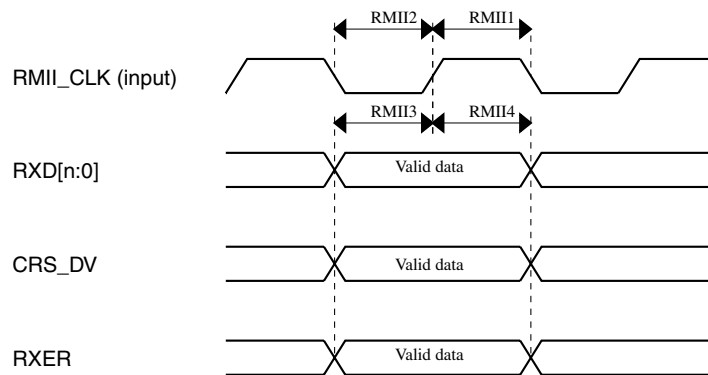 RMII2 RMII1
RMII_CLK (input)
RMII3 RMII4
RXD[n:0] Valid data
CRS_DV Valid data
RXER Valid data